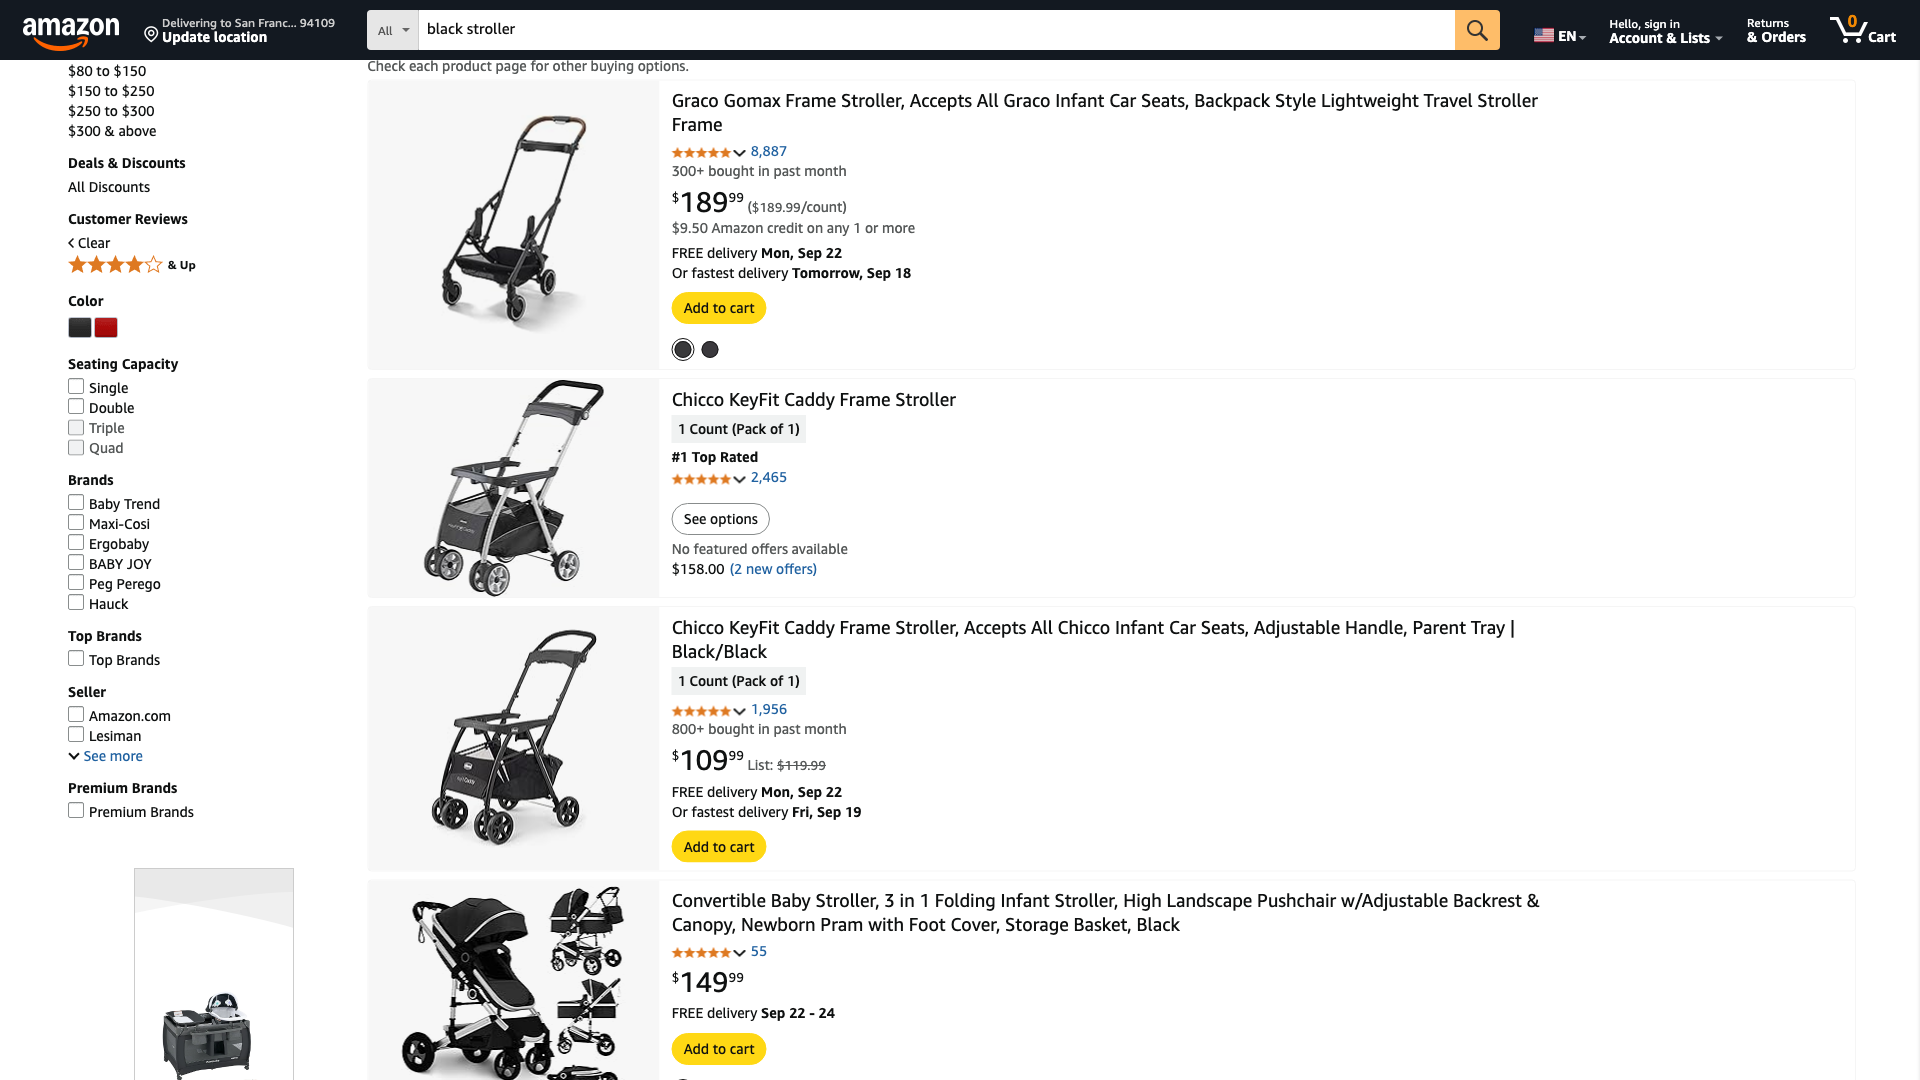 amazon
Delivering to San Franc... 94109
Update location
All
black stroller
EN
Hello, sign in
Account & Lists
Returns
& Orders
0
Cart
$80 to $150
$150 to $250
$250 to $300
$300 & above
Deals & Discounts
All Discounts
Customer Reviews
Clear
& Up
Color
Seating Capacity
Single
Double
Triple
Quad
Brands
Baby Trend
Maxi-Cosi
Ergobaby
BABY JOY
Peg Perego
Hauck
Top Brands
Top Brands
Seller
Amazon.com
Lesiman
See more
Premium Brands
Premium Brands
Check each product page for other buying options.
Graco Gomax Frame Stroller, Accepts All Graco Infant Car Seats, Backpack Style Lightweight Travel Stroller
Frame
8,887
300+ bought in past month
$189.99 ($189.99/count)
$9.50 Amazon credit on any 1 or more
FREE delivery Mon, Sep 22
Or fastest delivery Tomorrow, Sep 18
Add to cart
Chicco KeyFit Caddy Frame Stroller
1 Count (Pack of 1)
#1 Top Rated
2,465
See options
No featured offers available
$158.00 (2 new offers)
Chicco KeyFit Caddy Frame Stroller, Accepts All Chicco Infant Car Seats, Adjustable Handle, Parent Tray |
Black/Black
1 Count (Pack of 1)
1,956
800+ bought in past month
$109.99 List: $119.99
FREE delivery Mon, Sep 22
Or fastest delivery Fri, Sep 19
Add to cart
Convertible Baby Stroller, 3 in 1 Folding Infant Stroller, High Landscape Pushchair w/Adjustable Backrest &
Canopy, Newborn Pram with Foot Cover, Storage Basket, Black
55
$149.99
FREE delivery Sep 22 - 24
Add to cart